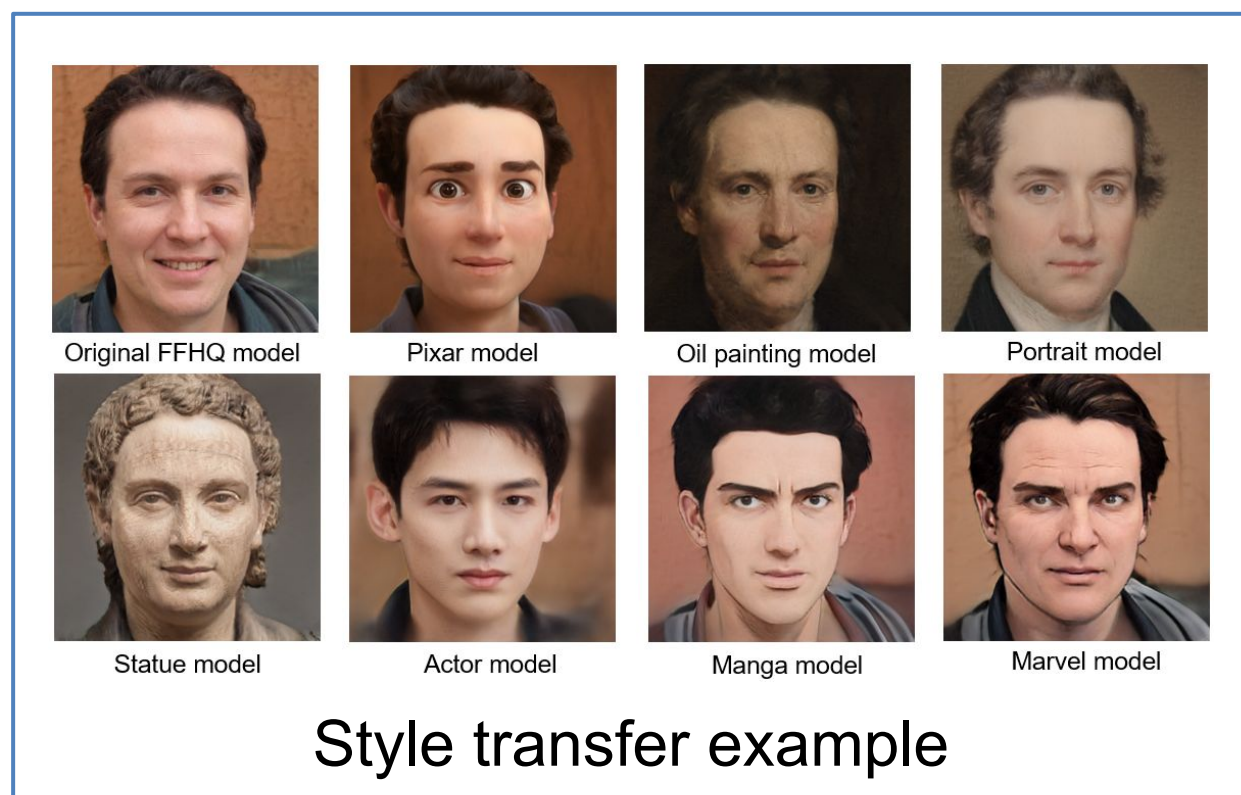 Original FFHQ model
Pixar model
Oil painting model
Portrait model
Statue model
Actor model
Manga model
Marvel model
Style transfer example